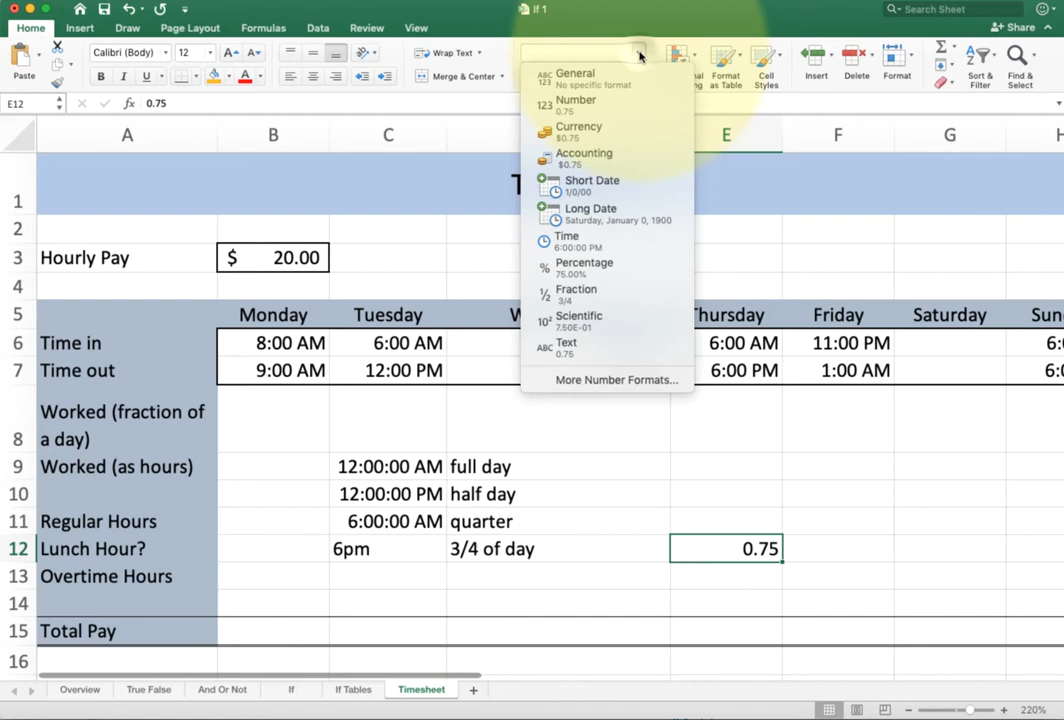 If 1
Search Sheet
Home Insert Draw Page Layout Formulas Data Review View
Share
Paste
Calibri (Body) 12
Wrap Text
Merge & Center
B I U
Format as Table
Cell Styles
Insert
Delete
Format
Sort & Filter
Find & Select
E12 fx 0.75
General
No specific format
Number
0.75
Currency
$0.75
Accounting
$0.75
Short Date
1/0/00
Long Date
Saturday, January 0, 1900
Time
6:00:00 PM
Percentage
75.00%
Fraction
3/4
Scientific
7.50E-01
Text
0.75
More Number Formats...
A B C E F G
1
2
3 Hourly Pay $ 20.00
4
5 Monday Tuesday Thursday Friday Saturday
6 Time in 8:00 AM 6:00 AM 6:00 AM 11:00 PM 6:
7 Time out 9:00 AM 12:00 PM 6:00 PM 1:00 AM 6:
Worked (fraction of
8 a day)
9 Worked (as hours) 12:00:00 AM full day
10 12:00:00 PM half day
11 Regular Hours 6:00:00 AM quarter
12 Lunch Hour? 6pm 3/4 of day 0.75
13 Overtime Hours
14
15 Total Pay
16
Overview True False And Or Not If If Tables Timesheet +
220%